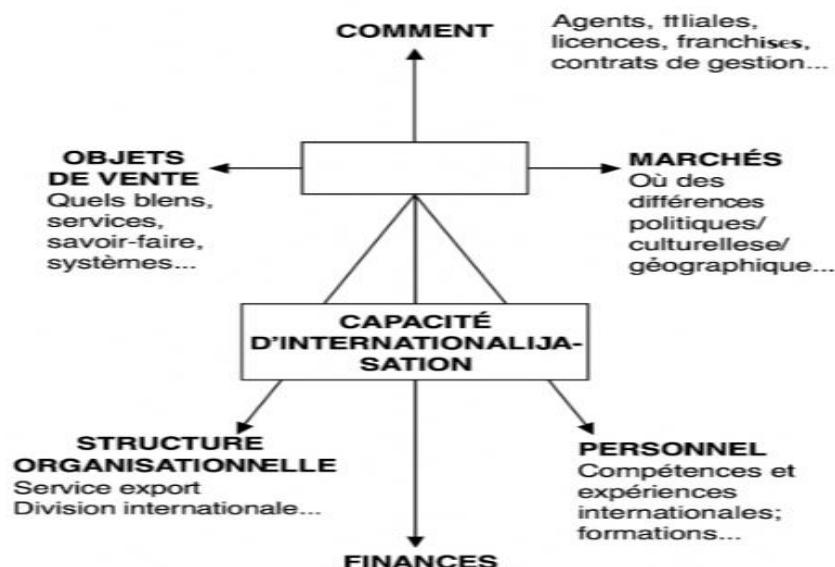 COMMENT
Agents, filiales,
licences, franchises,
contrats de gestion...
OBJETS
DE VENTE
Quels blens,
services,
savoir-faire,
systèmes...
MARCHÉS
Où des
différences
politiques/
culturellese/
géographique...
CAPACITÉ
D'INTERNATIONALIJA-
SATION
STRUCTURE
ORGANISATIONNELLE
Service export
Division internationale...
PERSONNEL
Compétences et
expériences
internationales;
formations...
FINANCES